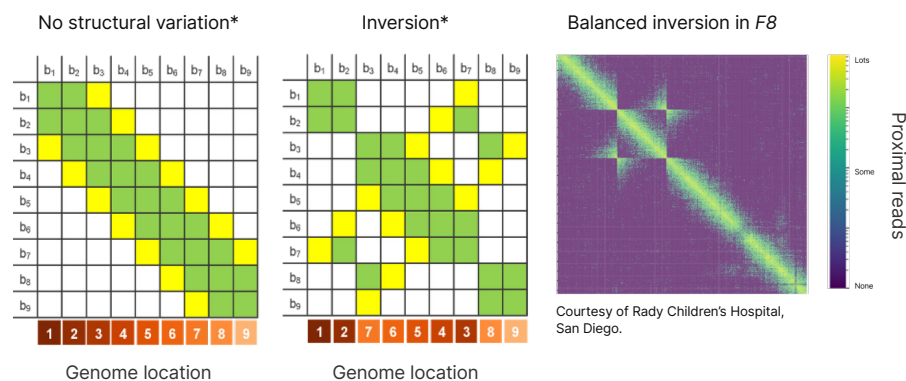 No structural variation*
b₁ b₂ b₃ b₄ b₅ b₆ b₇ b₈ b₉
b₁
b₂
b₃
b₄
b₅
b₆
b₇
b₈
b₉
1 2 3 4 5 6 7 8 9
Genome location
Inversion*
b₁ b₂ b₃ b₄ b₅ b₆ b₇ b₈ b₉
b₁
b₂
b₃
b₄
b₅
b₆
b₇
b₈
b₉
1 2 7 6 5 4 3 8 9
Genome location
Balanced inversion in F8
Lots
Some
None
Proximal reads
Courtesy of Rady Children's Hospital,
San Diego.